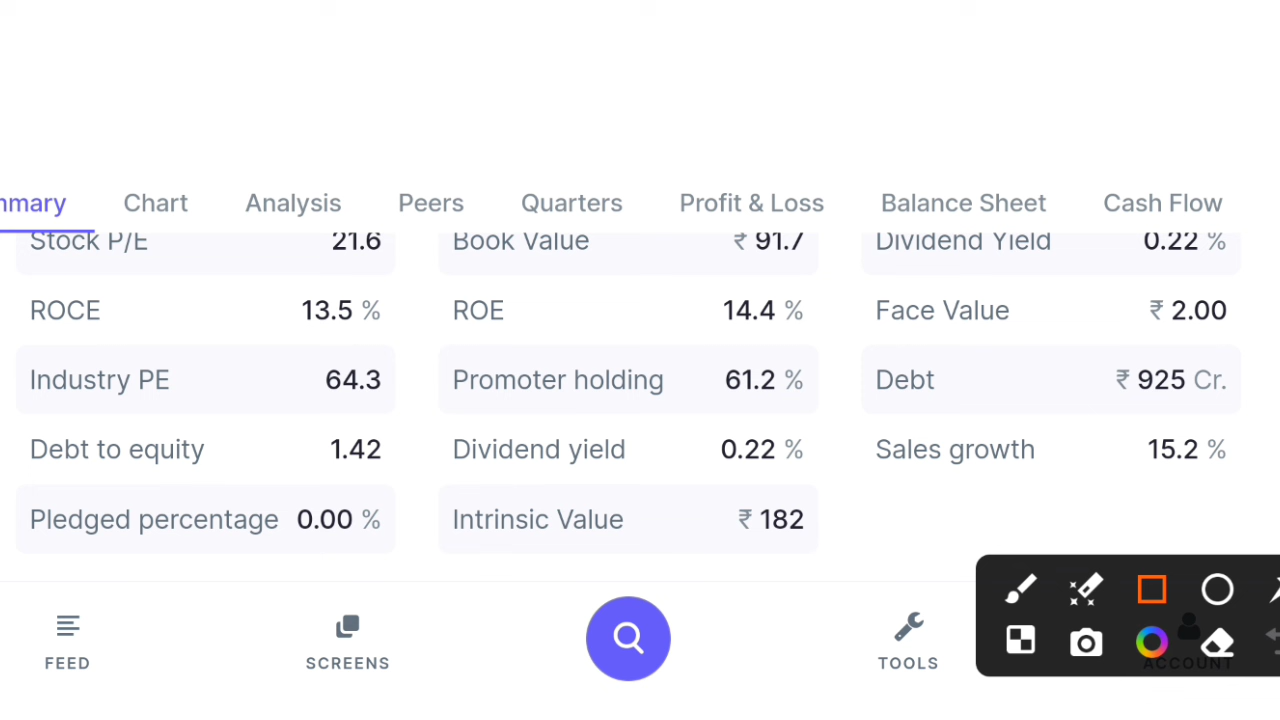 mmary Chart Analysis Peers Quarters Profit & Loss Balance Sheet Cash Flow
Stock P/E 21.6 Book Value ₹ 91.7 Dividend Yield 0.22 %
ROCE 13.5 % ROE 14.4 % Face Value ₹ 2.00
Industry PE 64.3 Promoter holding 61.2 % Debt ₹ 925 Cr.
Debt to equity 1.42 Dividend yield 0.22 % Sales growth 15.2 %
Pledged percentage 0.00 % Intrinsic Value ₹ 182
FEED SCREENS TOOLS ACCOUNT